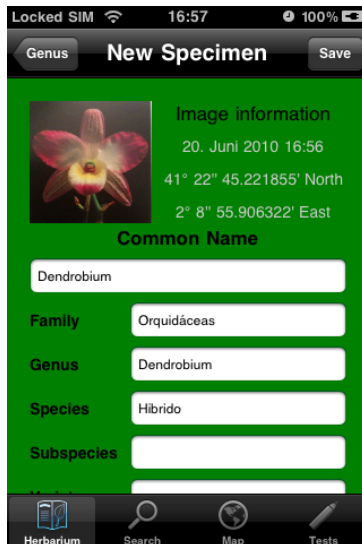 Locked SIM 16:57 100%
Genus New Specimen Save
Image information
20. Juni 2010 16:56
41° 22" 45.221855' North
2° 8" 55.906322' East
Common Name
Dendrobium
Family Orquidáceas
Genus Dendrobium
Species Hibrido
Subspecies
Herbarium Search Map Tests